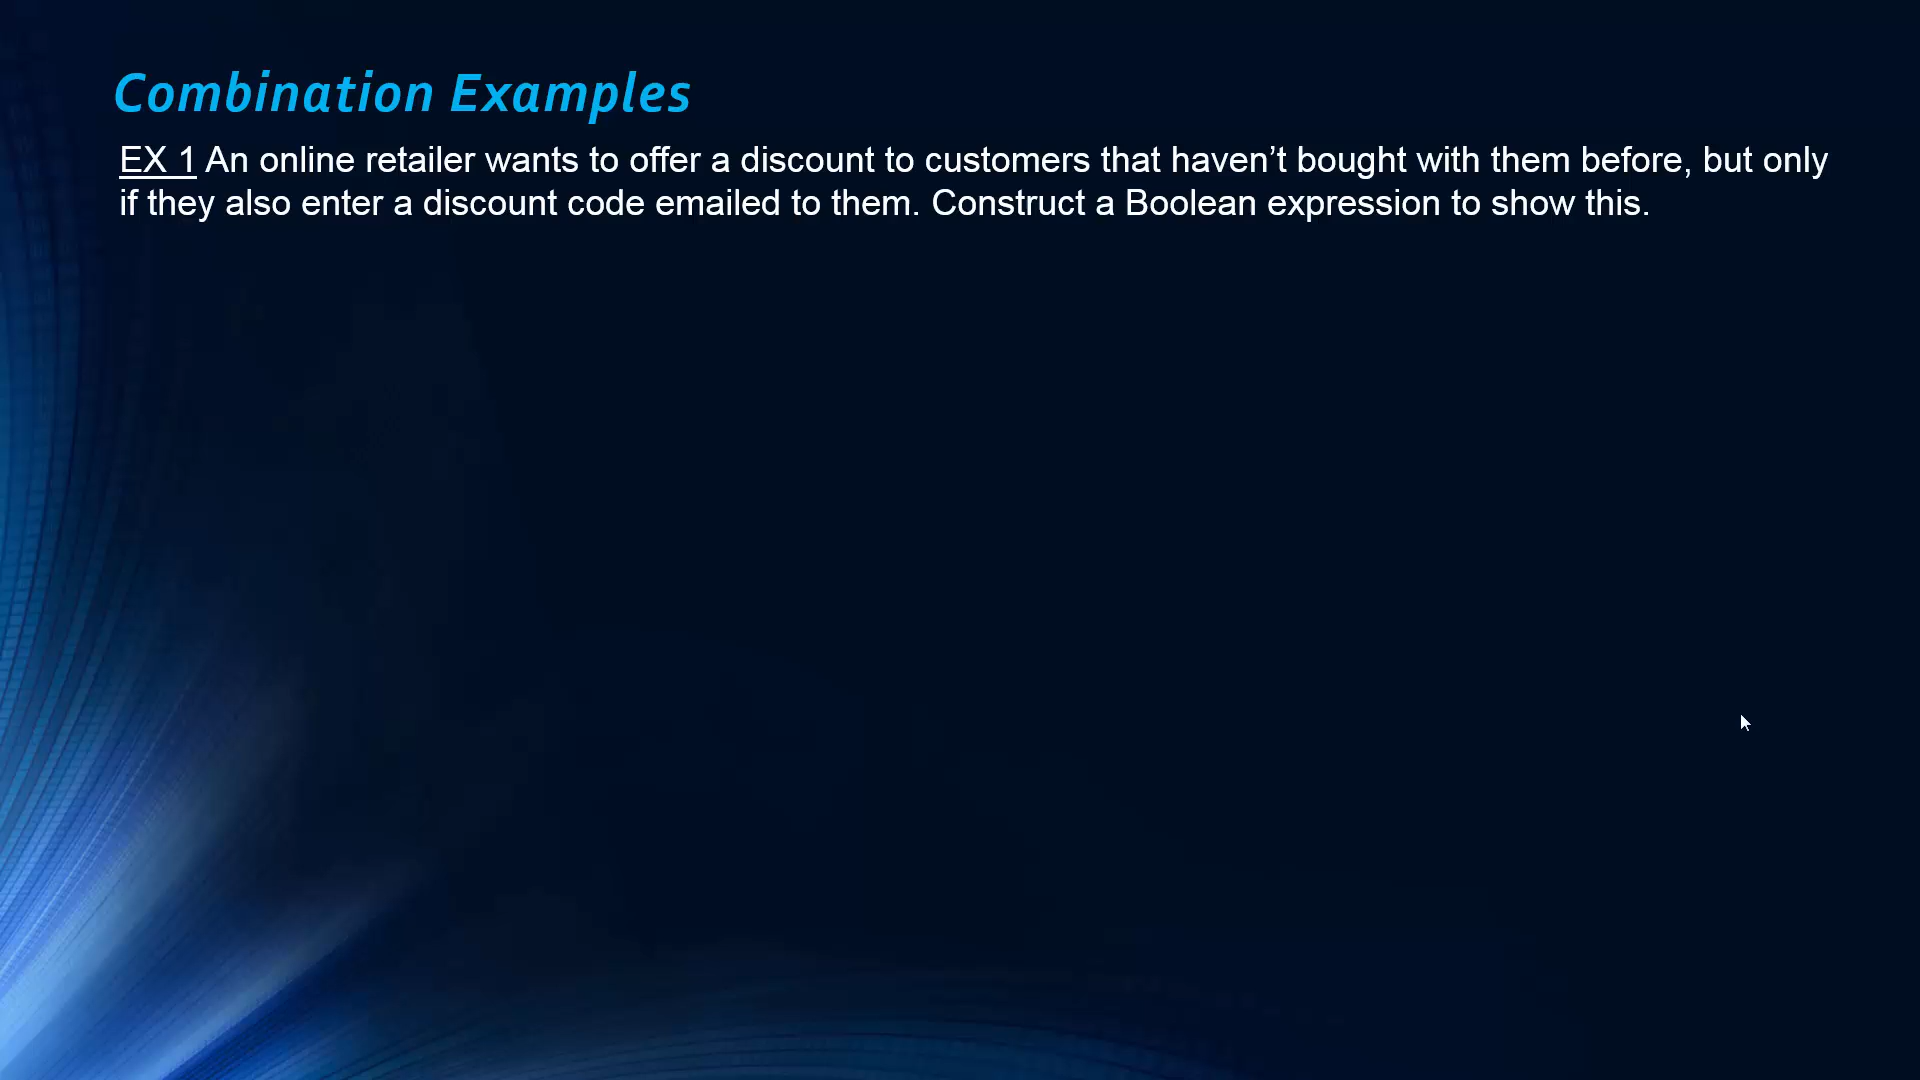 Combination Examples
EX 1 An online retailer wants to offer a discount to customers that haven’t bought with them before, but only
if they also enter a discount code emailed to them. Construct a Boolean expression to show this.